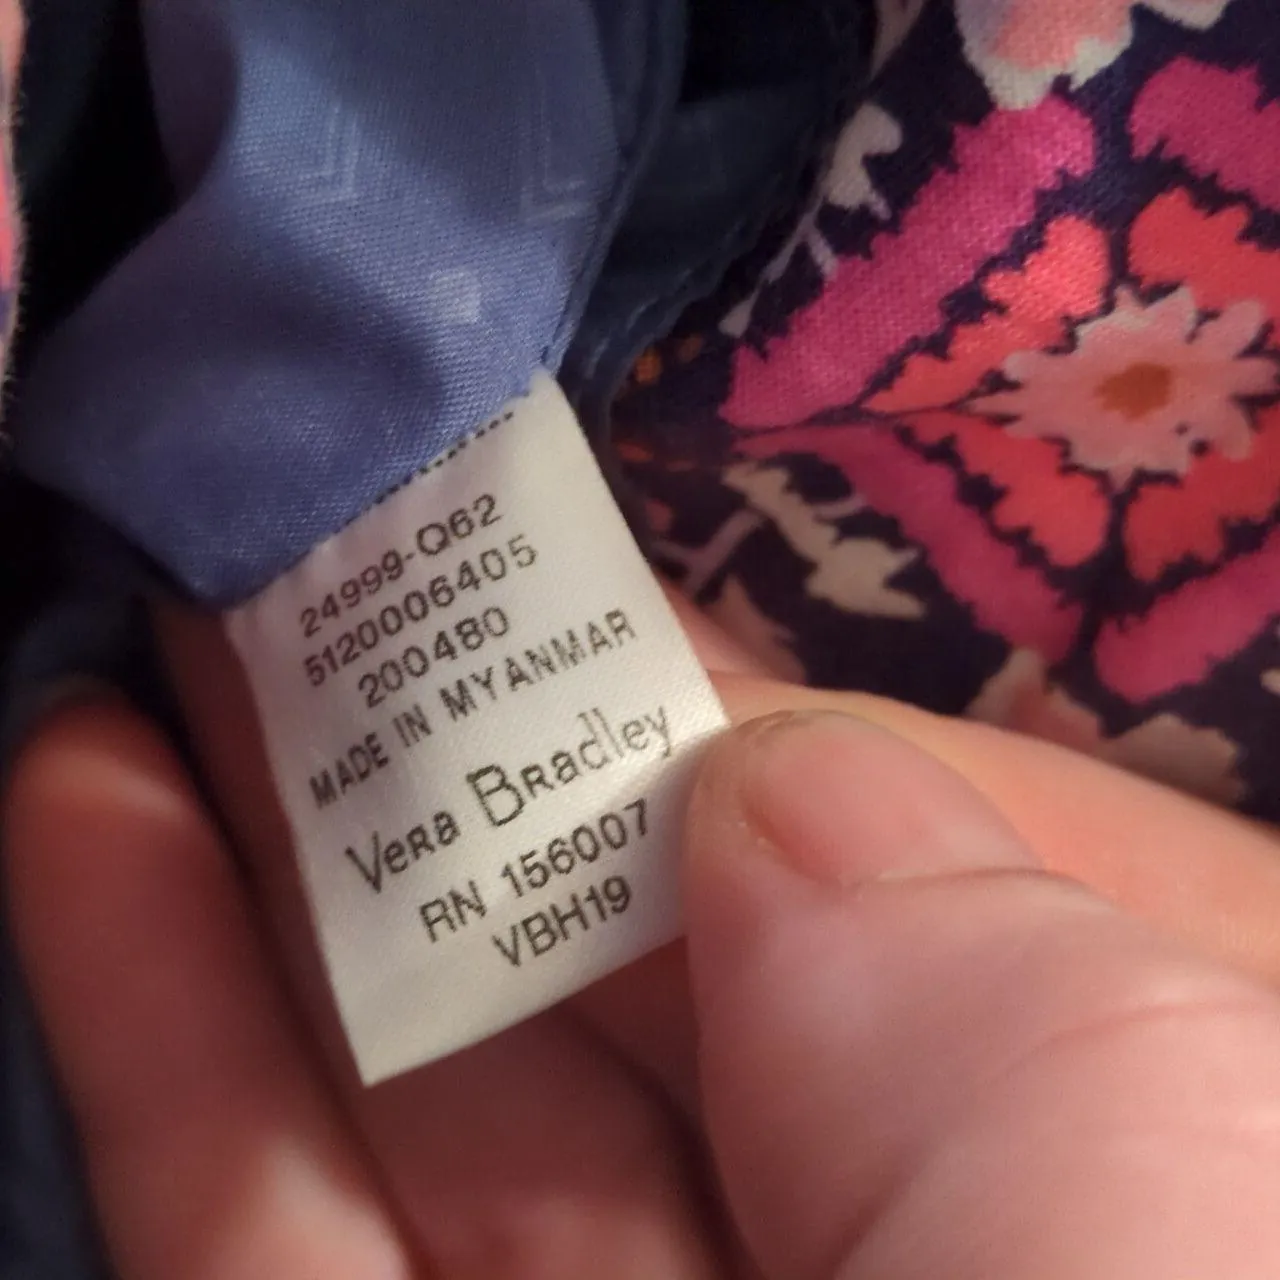 24999-Q62
5120006405
200480
MADE IN MYANMAR
Vera Bradley
RN 156007
VBH19